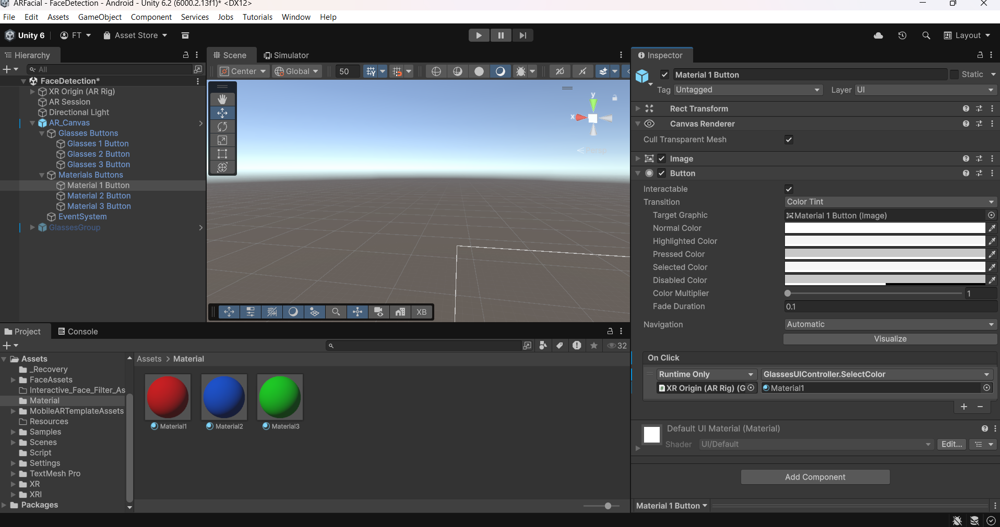 ARFacial - FaceDetection - Android - Unity 6.2 (6000.2.13f1)* <DX12>
File Edit Assets GameObject Component Services Jobs Tutorials Window Help
Unity 6 FT Asset Store Layout
Hierarchy
All
FaceDetection*
XR Origin (AR Rig)
AR Session
Directional Light
AR_Canvas
Glasses Buttons
Glasses 1 Button
Glasses 2 Button
Glasses 3 Button
Materials Buttons
Material 1 Button
Material 2 Button
Material 3 Button
EventSystem
GlassesGroup
Scene Simulator
Center Global 50 2D
y
x
Persp
XB
Inspector
Material 1 Button Static
Tag Untagged Layer UI
Rect Transform
Canvas Renderer
Cull Transparent Mesh
Image
Button
Interactable
Transition Color Tint
Target Graphic Material 1 Button (Image)
Normal Color
Highlighted Color
Pressed Color
Selected Color
Disabled Color
Color Multiplier 1
Fade Duration 0.1
Navigation Automatic
Visualize
On Click
Runtime Only GlassesUIController.SelectColor
XR Origin (AR Rig) (G Material1
Default UI Material (Material)
Shader UI/Default Edit...
Add Component
Material 1 Button
Project Console
32
Assets
_Recovery
FaceAssets
Interactive_Face_Filter_As
Material
MobileARTemplateAssets
Resources
Samples
Scenes
Script
Settings
TextMesh Pro
XR
XRI
Packages
Assets > Material
Material1 Material2 Material3